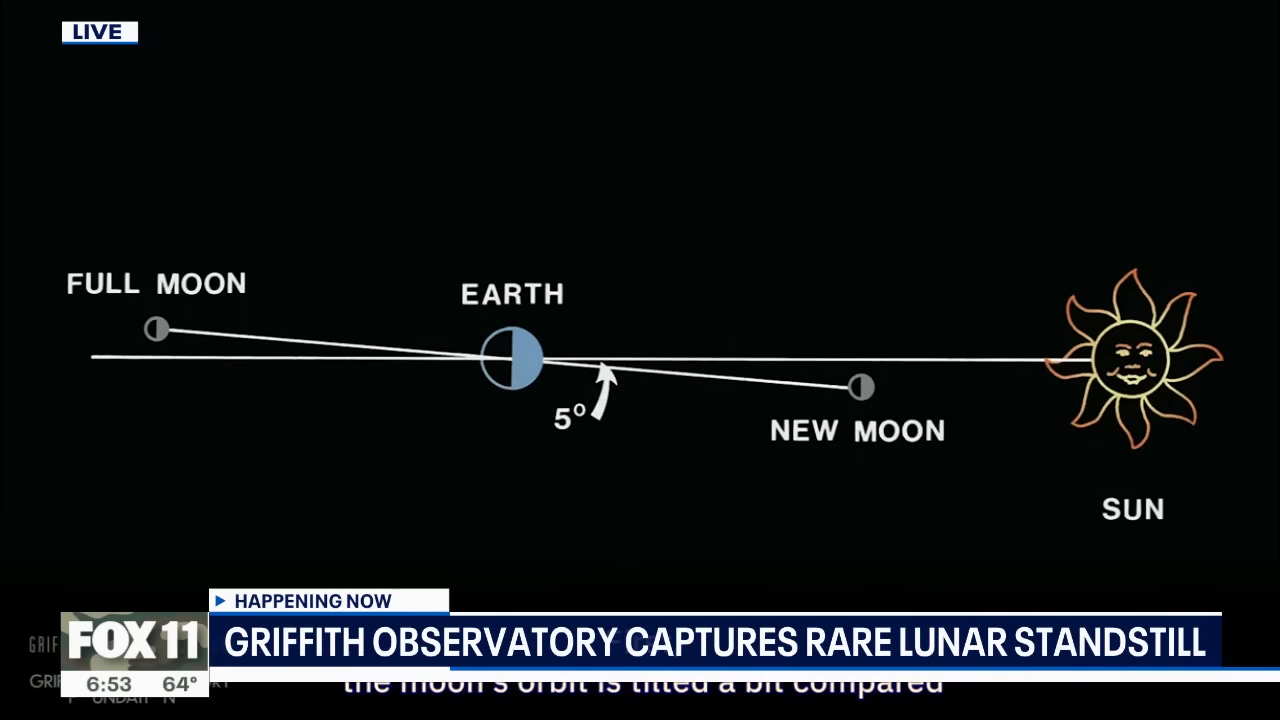 LIVE
FULL MOON
EARTH
5°
NEW MOON
SUN
HAPPENING NOW
FOX 11
GRIFFITH OBSERVATORY CAPTURES RARE LUNAR STANDSTILL
6:53 64°
the moon's orbit is tilted a bit compared